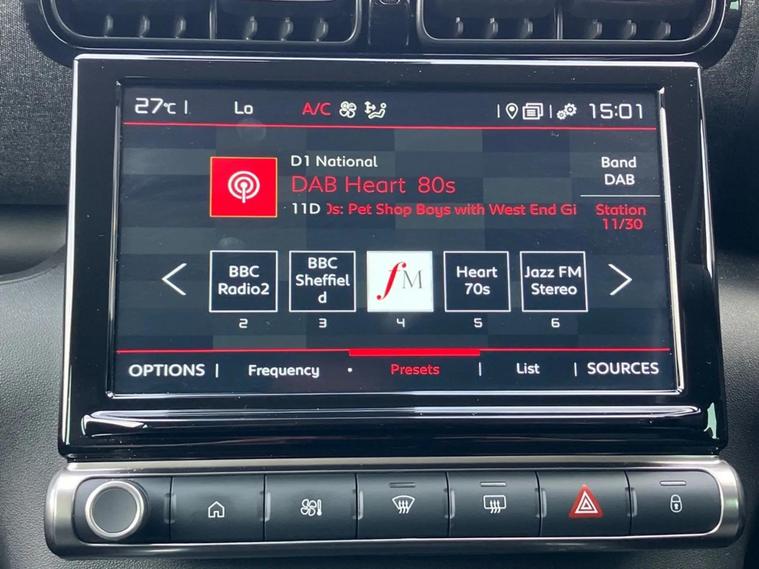 27°C | Lo A/C | 15:01
D1 National
DAB Heart 80s
11D 0s: Pet Shop Boys with West End Gi
Band
DAB
Station
11/30
BBC
Radio2
BBC
Sheffiel
d
fM
Heart
70s
Jazz FM
Stereo
2 3 4 5 6
OPTIONS | Frequency • Presets | List | SOURCES